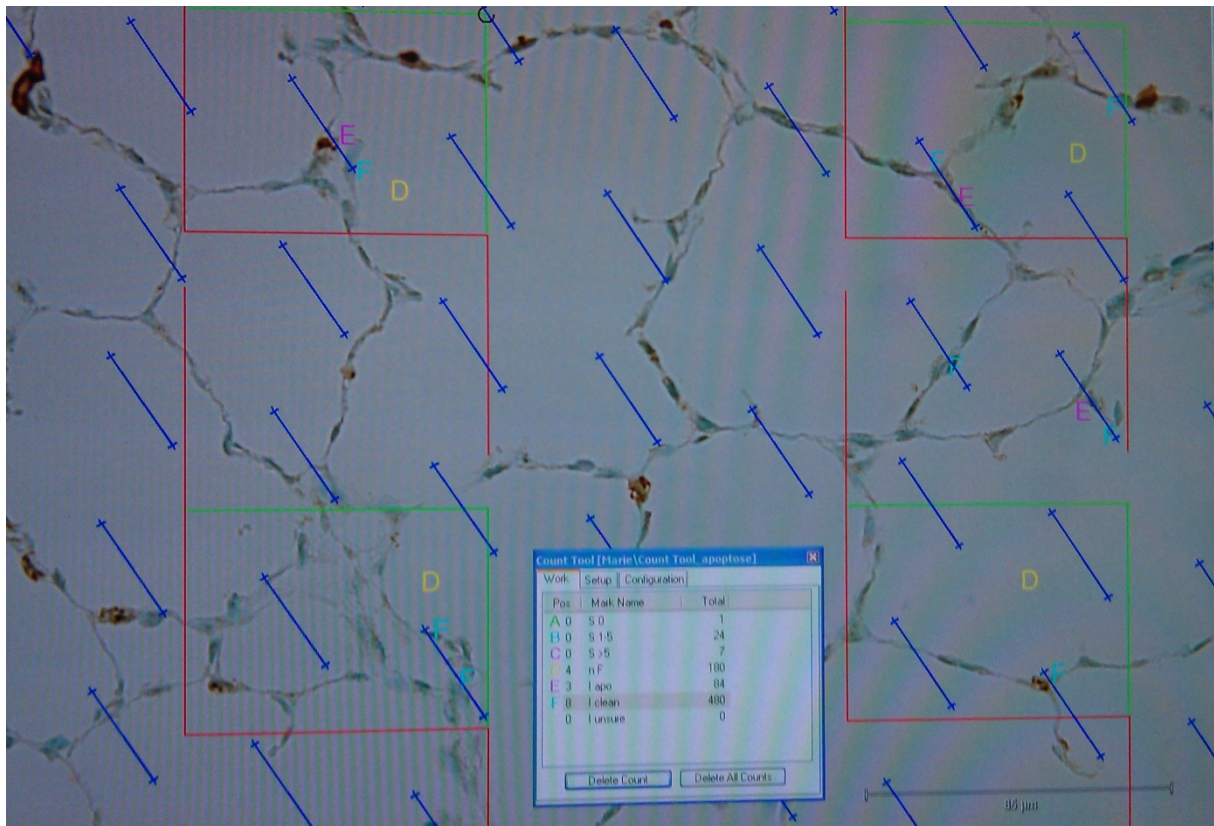 E
F
D
F
F
E
D
F
E
F
D
F
F
D
F
Count Tool [Marie\Count Tool_apoptose]
Work Setup Configuration
Pos Mark Name Total
A 0 S 0 1
B 0 S 1-5 24
C 0 S >5 7
4 n F 180
E 3 I apo 84
F 8 I clean 480
0 I unsure 0
Delete Count Delete All Counts
85 µm